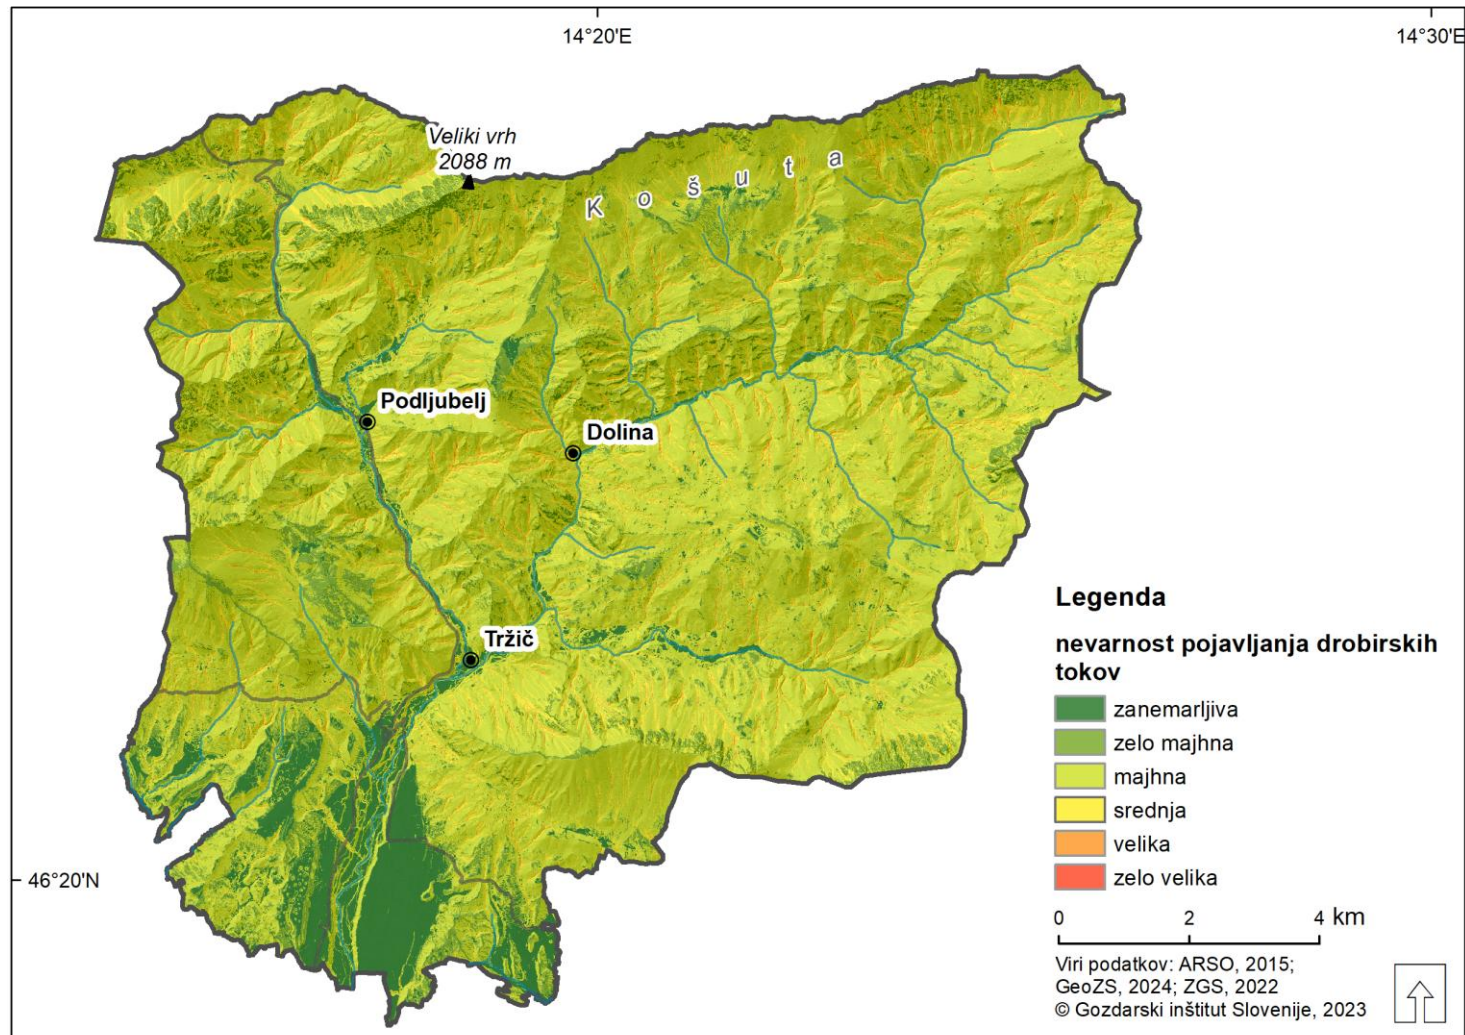 14°20'E
14°30'E
Veliki vrh
2088 m
Košuta
Podljubelj
Dolina
Tržič
46°20'N
Legenda
nevarnost pojavljanja drobirskih
tokov
zanemarljiva
zelo majhna
majhna
srednja
velika
zelo velika
0 2 4 km
Viri podatkov: ARSO, 2015;
GeoZS, 2024; ZGS, 2022
© Gozdarski inštitut Slovenije, 2023